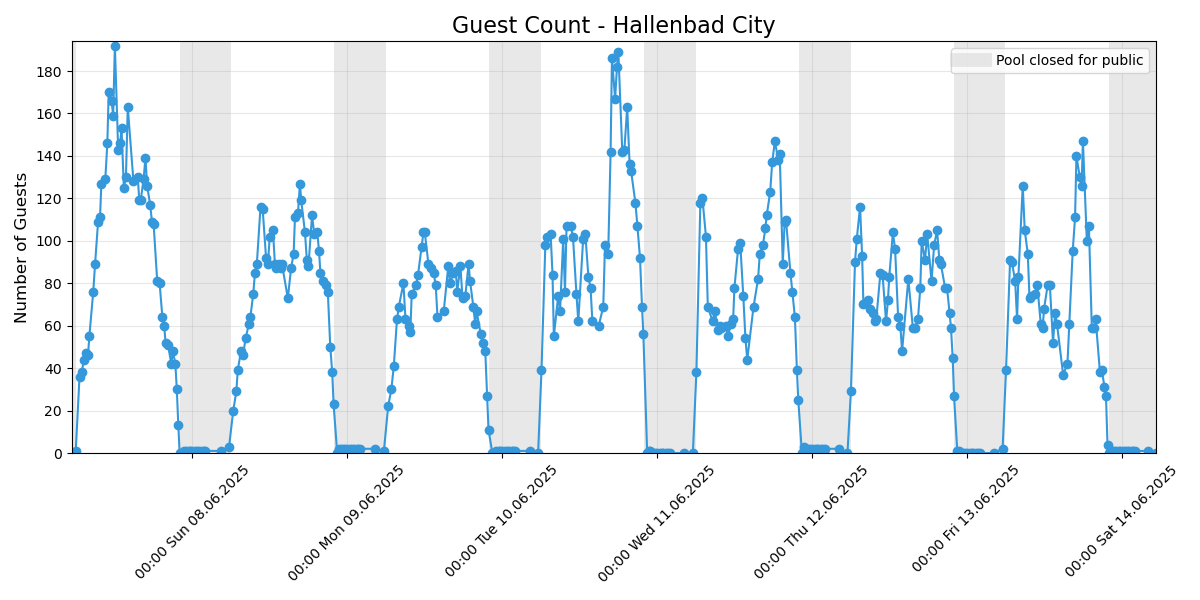 Guest Count - Hallenbad City
Pool closed for public
Number of Guests
180
160
140
120
100
80
60
40
20
0
00:00 Sun 08.06.2025
00:00 Mon 09.06.2025
00:00 Tue 10.06.2025
00:00 Wed 11.06.2025
00:00 Thu 12.06.2025
00:00 Fri 13.06.2025
00:00 Sat 14.06.2025